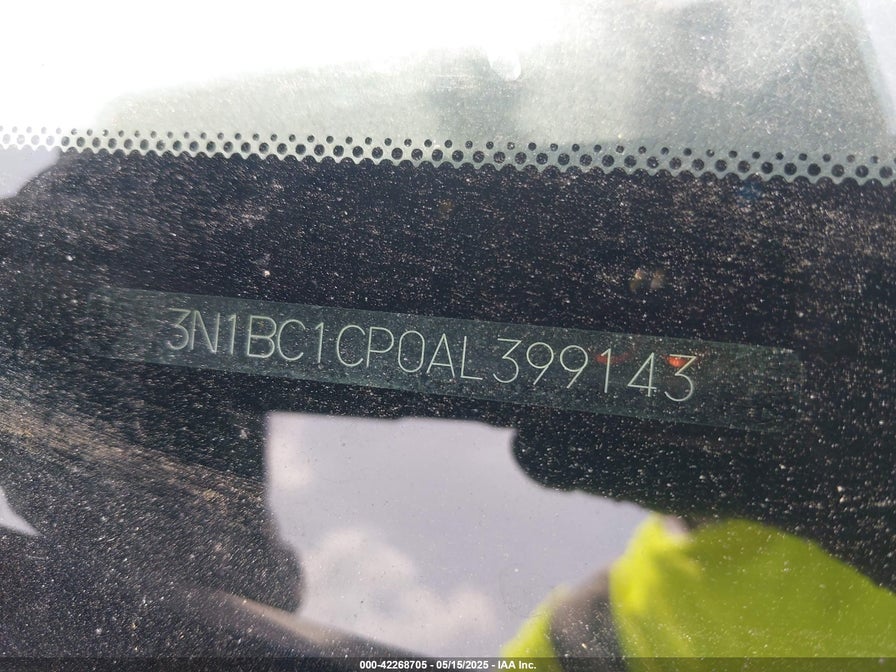 3N1BC1CP0AL399143
000-42268705 - 05/15/2025 - IAA Inc.